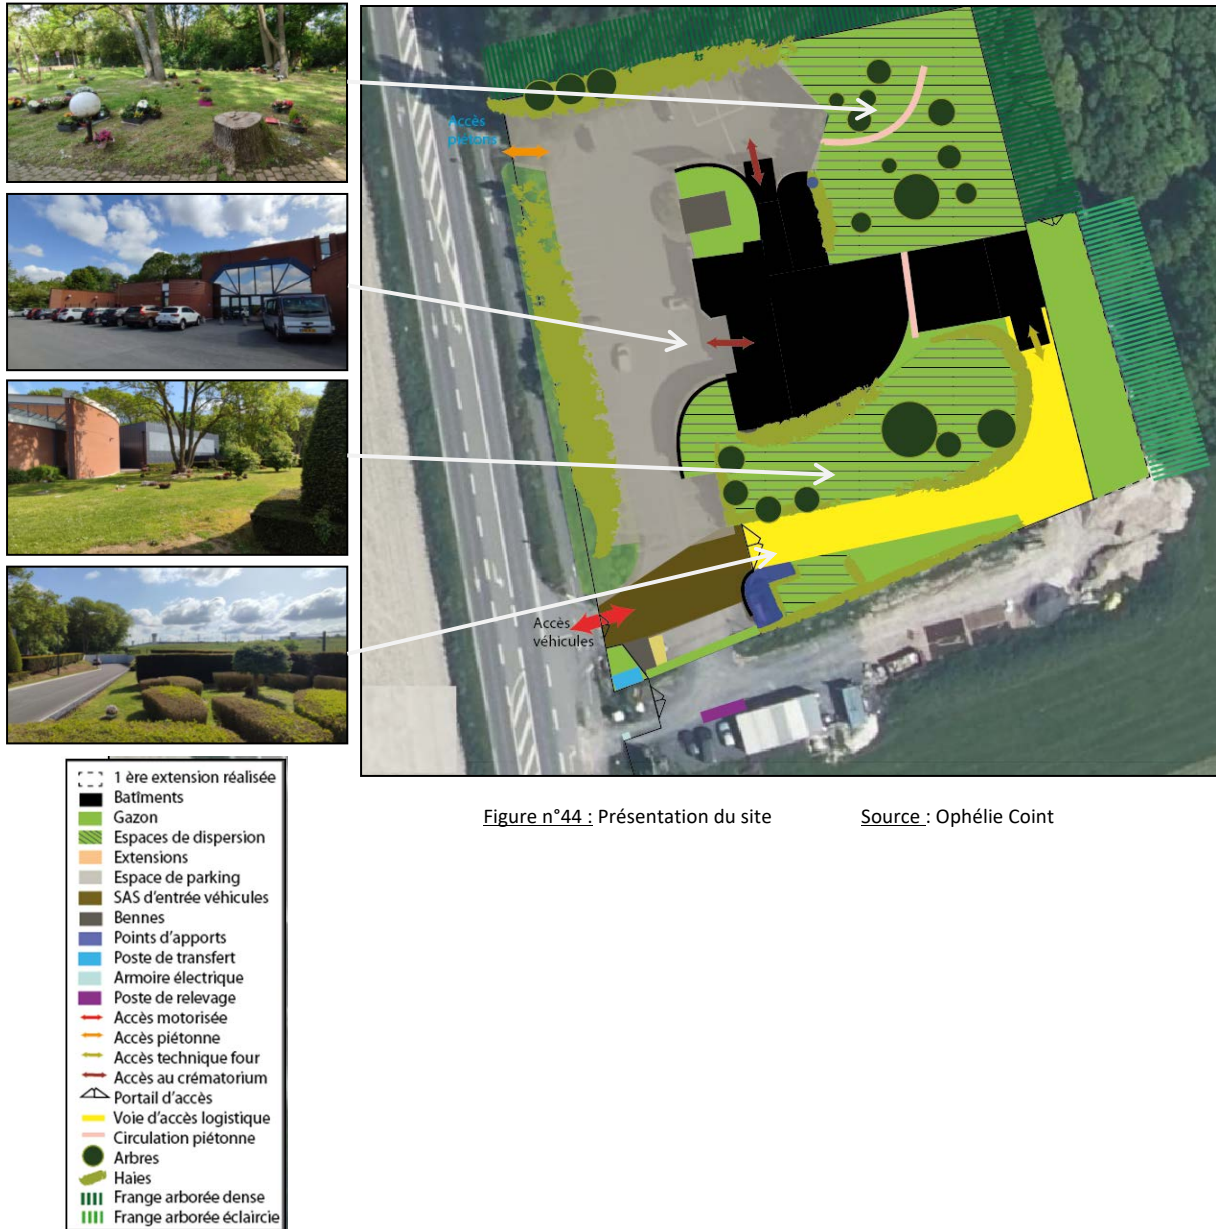 Accès
piétons
Accès
véhicules
1 ère extension réalisée
Batîments
Gazon
Espaces de dispersion
Extensions
Espace de parking
SAS d'entrée véhicules
Bennes
Points d'apports
Poste de transfert
Armoire électrique
Poste de relevage
Accès motorisée
Accès piétonne
Accès technique four
Accès au crématorium
Portail d'accès
Voie d'accès logistique
Circulation piétonne
Arbres
Haies
Frange arborée dense
Frange arborée éclaircie
Figure n°44 : Présentation du site Source : Ophélie Coint